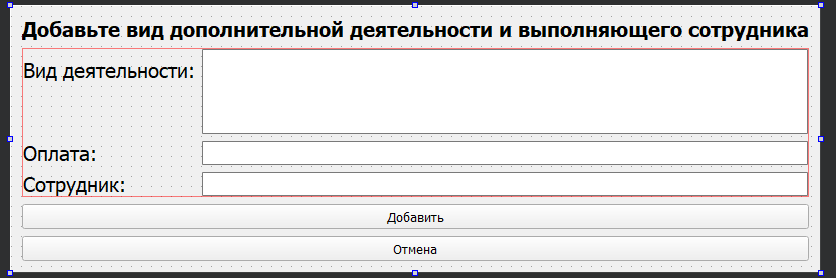 Добавьте вид дополнительной деятельности и выполняющего сотрудника
Вид деятельности:
Оплата:
Сотрудник:
Добавить
Отмена